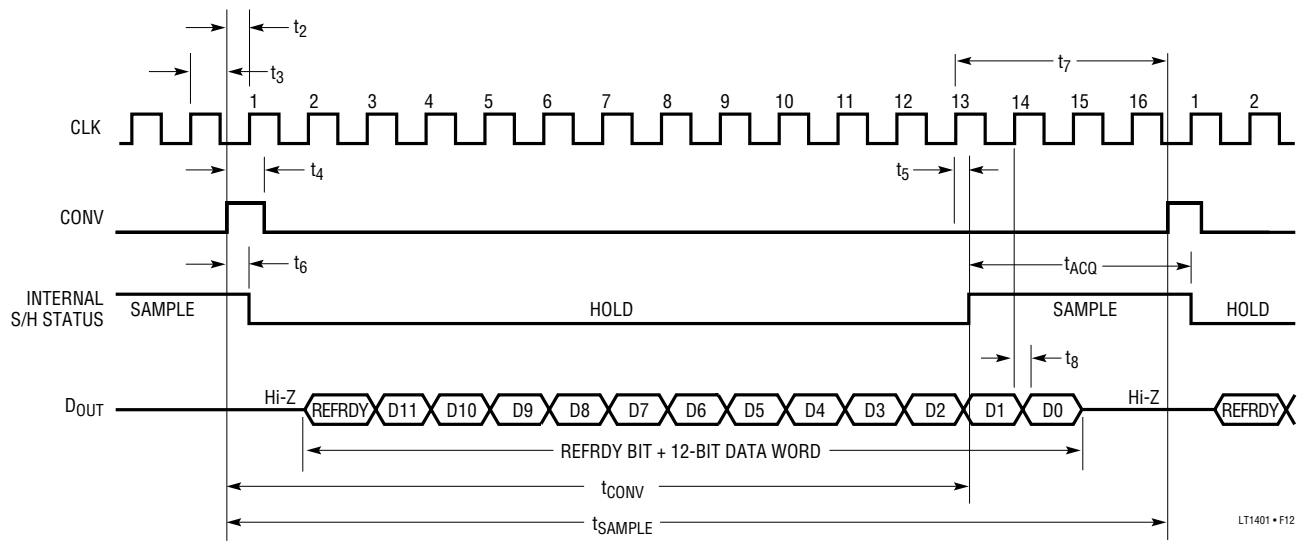 t2
t3
t7
1 2 3 4 5 6 7 8 9 10 11 12 13 14 15 16 1 2
CLK
t4
t5
CONV
t6
tACQ
INTERNAL
S/H STATUS
SAMPLE HOLD SAMPLE HOLD
t8
DOUT
Hi-Z REFRDY D11 D10 D9 D8 D7 D6 D5 D4 D3 D2 D1 D0 Hi-Z REFRDY
REFRDY BIT + 12-BIT DATA WORD
tCONV
tSAMPLE
LT1401 • F12